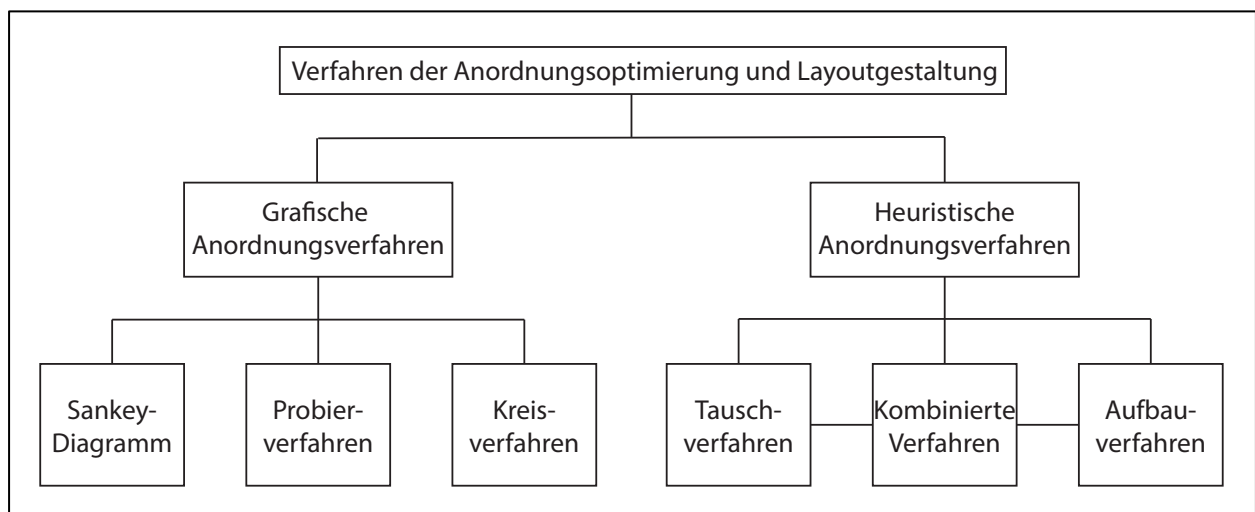 Verfahren der Anordnungsoptimierung und Layoutgestaltung
Grafische
Anordnungsverfahren
Heuristische
Anordnungsverfahren
Sankey-
Diagramm
Probier-
verfahren
Kreis-
verfahren
Tausch-
verfahren
Kombinierte
Verfahren
Aufbau-
verfahren